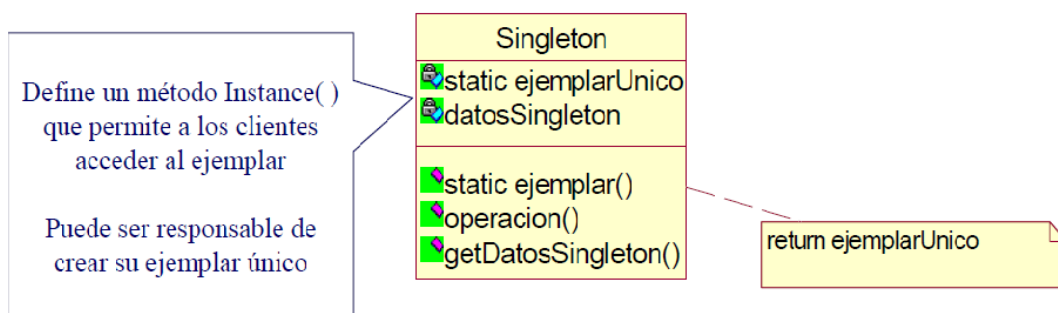 Define un método Instance( )
que permite a los clientes
acceder al ejemplar
Puede ser responsable de
crear su ejemplar único
Singleton
static ejemplarUnico
datosSingleton
static ejemplar()
operacion()
getDatosSingleton()
return ejemplarUnico